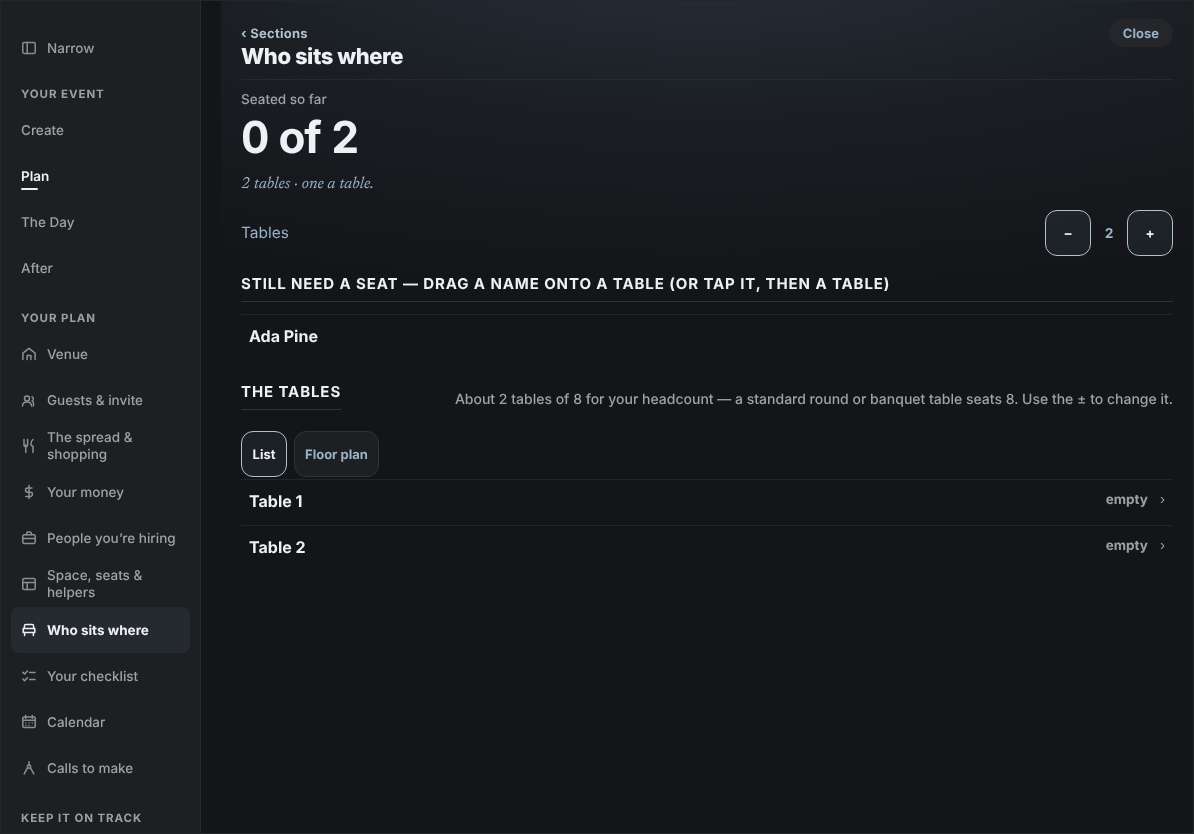 Narrow
YOUR EVENT
Create
Plan
The Day
After
YOUR PLAN
Venue
Guests & invite
The spread &
shopping
Your money
People you're hiring
Space, seats &
helpers
Who sits where
Your checklist
Calendar
Calls to make
KEEP IT ON TRACK
‹ Sections
Close
Who sits where
Seated so far
0 of 2
2 tables · one a table.
Tables
− 2 +
STILL NEED A SEAT — DRAG A NAME ONTO A TABLE (OR TAP IT, THEN A TABLE)
Ada Pine
THE TABLES
About 2 tables of 8 for your headcount — a standard round or banquet table seats 8. Use the ± to change it.
List
Floor plan
Table 1 empty ›
Table 2 empty ›